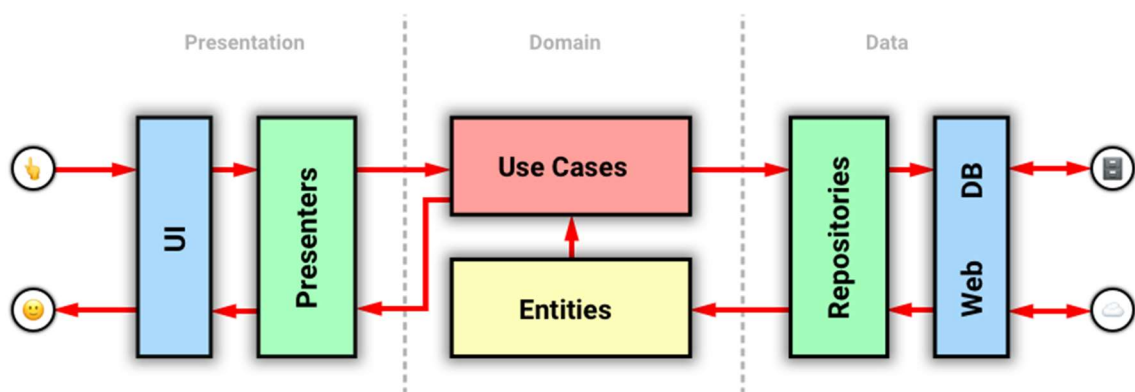 Presentation
Domain
Data
UI
Presenters
Use Cases
Entities
Repositories
DB
Web